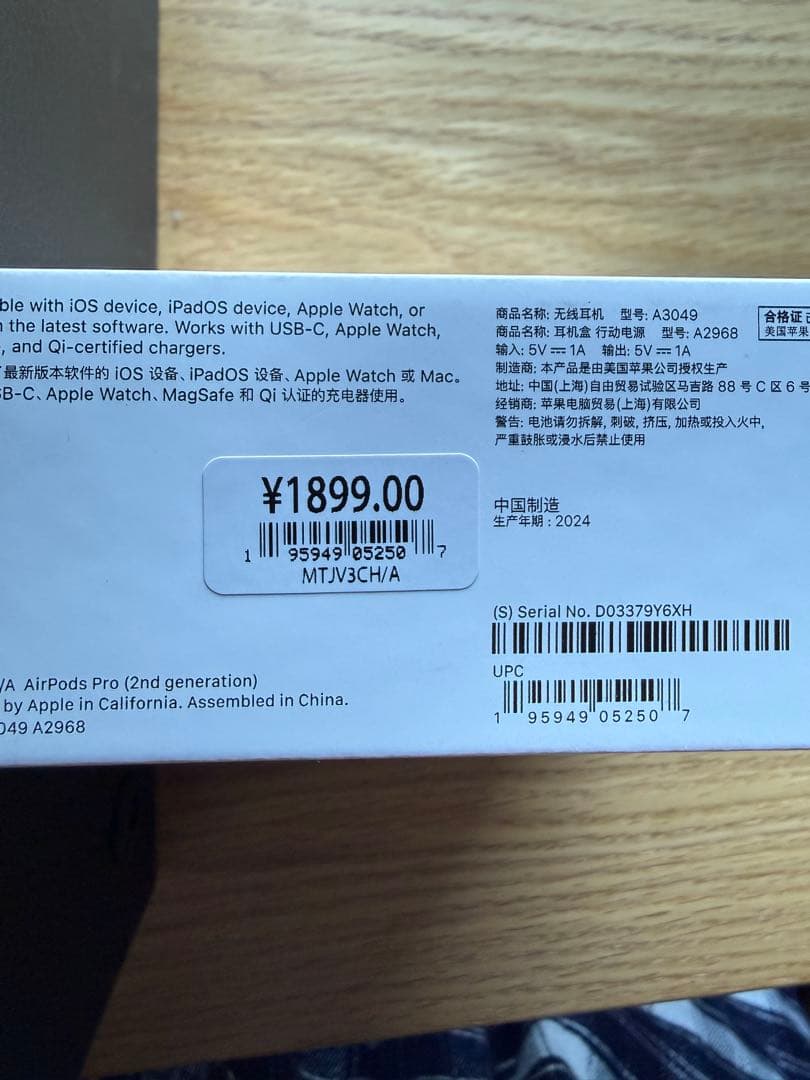 ble with iOS device, iPadOS device, Apple Watch, or
the latest software. Works with USB-C, Apple Watch,
, and Qi-certified chargers.
最新版本软件的 iOS 设备、iPadOS 设备、Apple Watch 或 Mac。
B-C、Apple Watch、MagSafe 和 Qi 认证的充电器使用。
¥1899.00
1 95949 05250 7
MTJV3CH/A
/A AirPods Pro (2nd generation)
by Apple in California. Assembled in China.
049 A2968
商品名称: 无线耳机 型号: A3049
商品名称: 耳机盒 行动电源 型号: A2968
输入: 5V ⎓ 1A 输出: 5V ⎓ 1A
制造商: 本产品是由美国苹果公司授权生产
地址: 中国(上海)自由贸易试验区马吉路 88 号 C 区 6 号
经销商: 苹果电脑贸易(上海)有限公司
警告: 电池请勿拆解, 刺破, 挤压, 加热或投入火中,
严重鼓胀或浸水后禁止使用
合格证
美国苹果
中国制造
生产年期 : 2024
(S) Serial No. D03379Y6XH
UPC
1 95949 05250 7